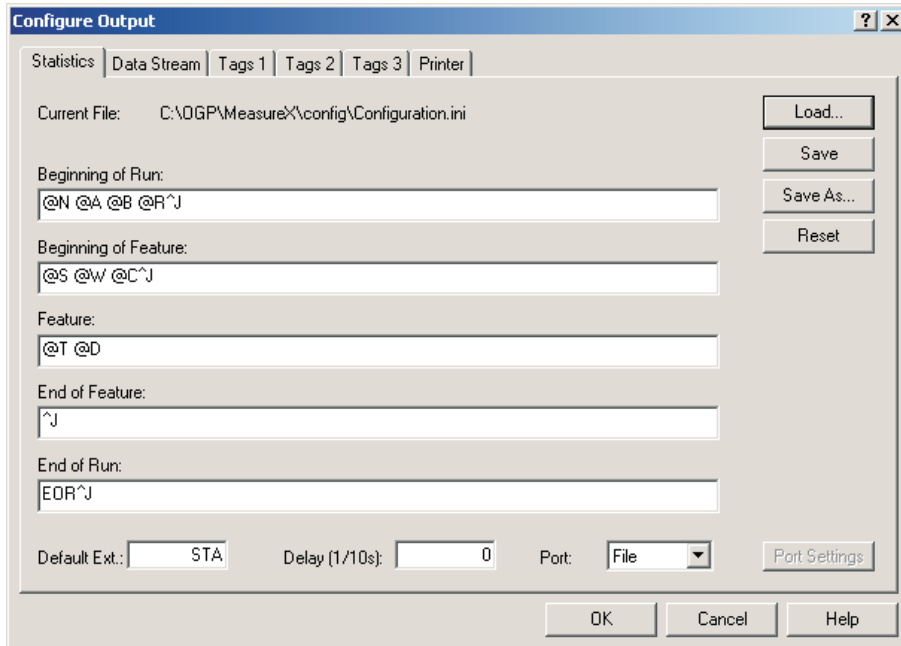 Configure Output
Statistics Data Stream Tags 1 Tags 2 Tags 3 Printer
Current File: C:\OGP\MeasureX\config\Configuration.ini
Load...
Save
Save As...
Reset
Beginning of Run:
@N @A @B @R^J
Beginning of Feature:
@S @W @C^J
Feature:
@T @D
End of Feature:
^J
End of Run:
EOR^J
Default Ext.: STA Delay (1/10s): 0 Port: File Port Settings
OK Cancel Help